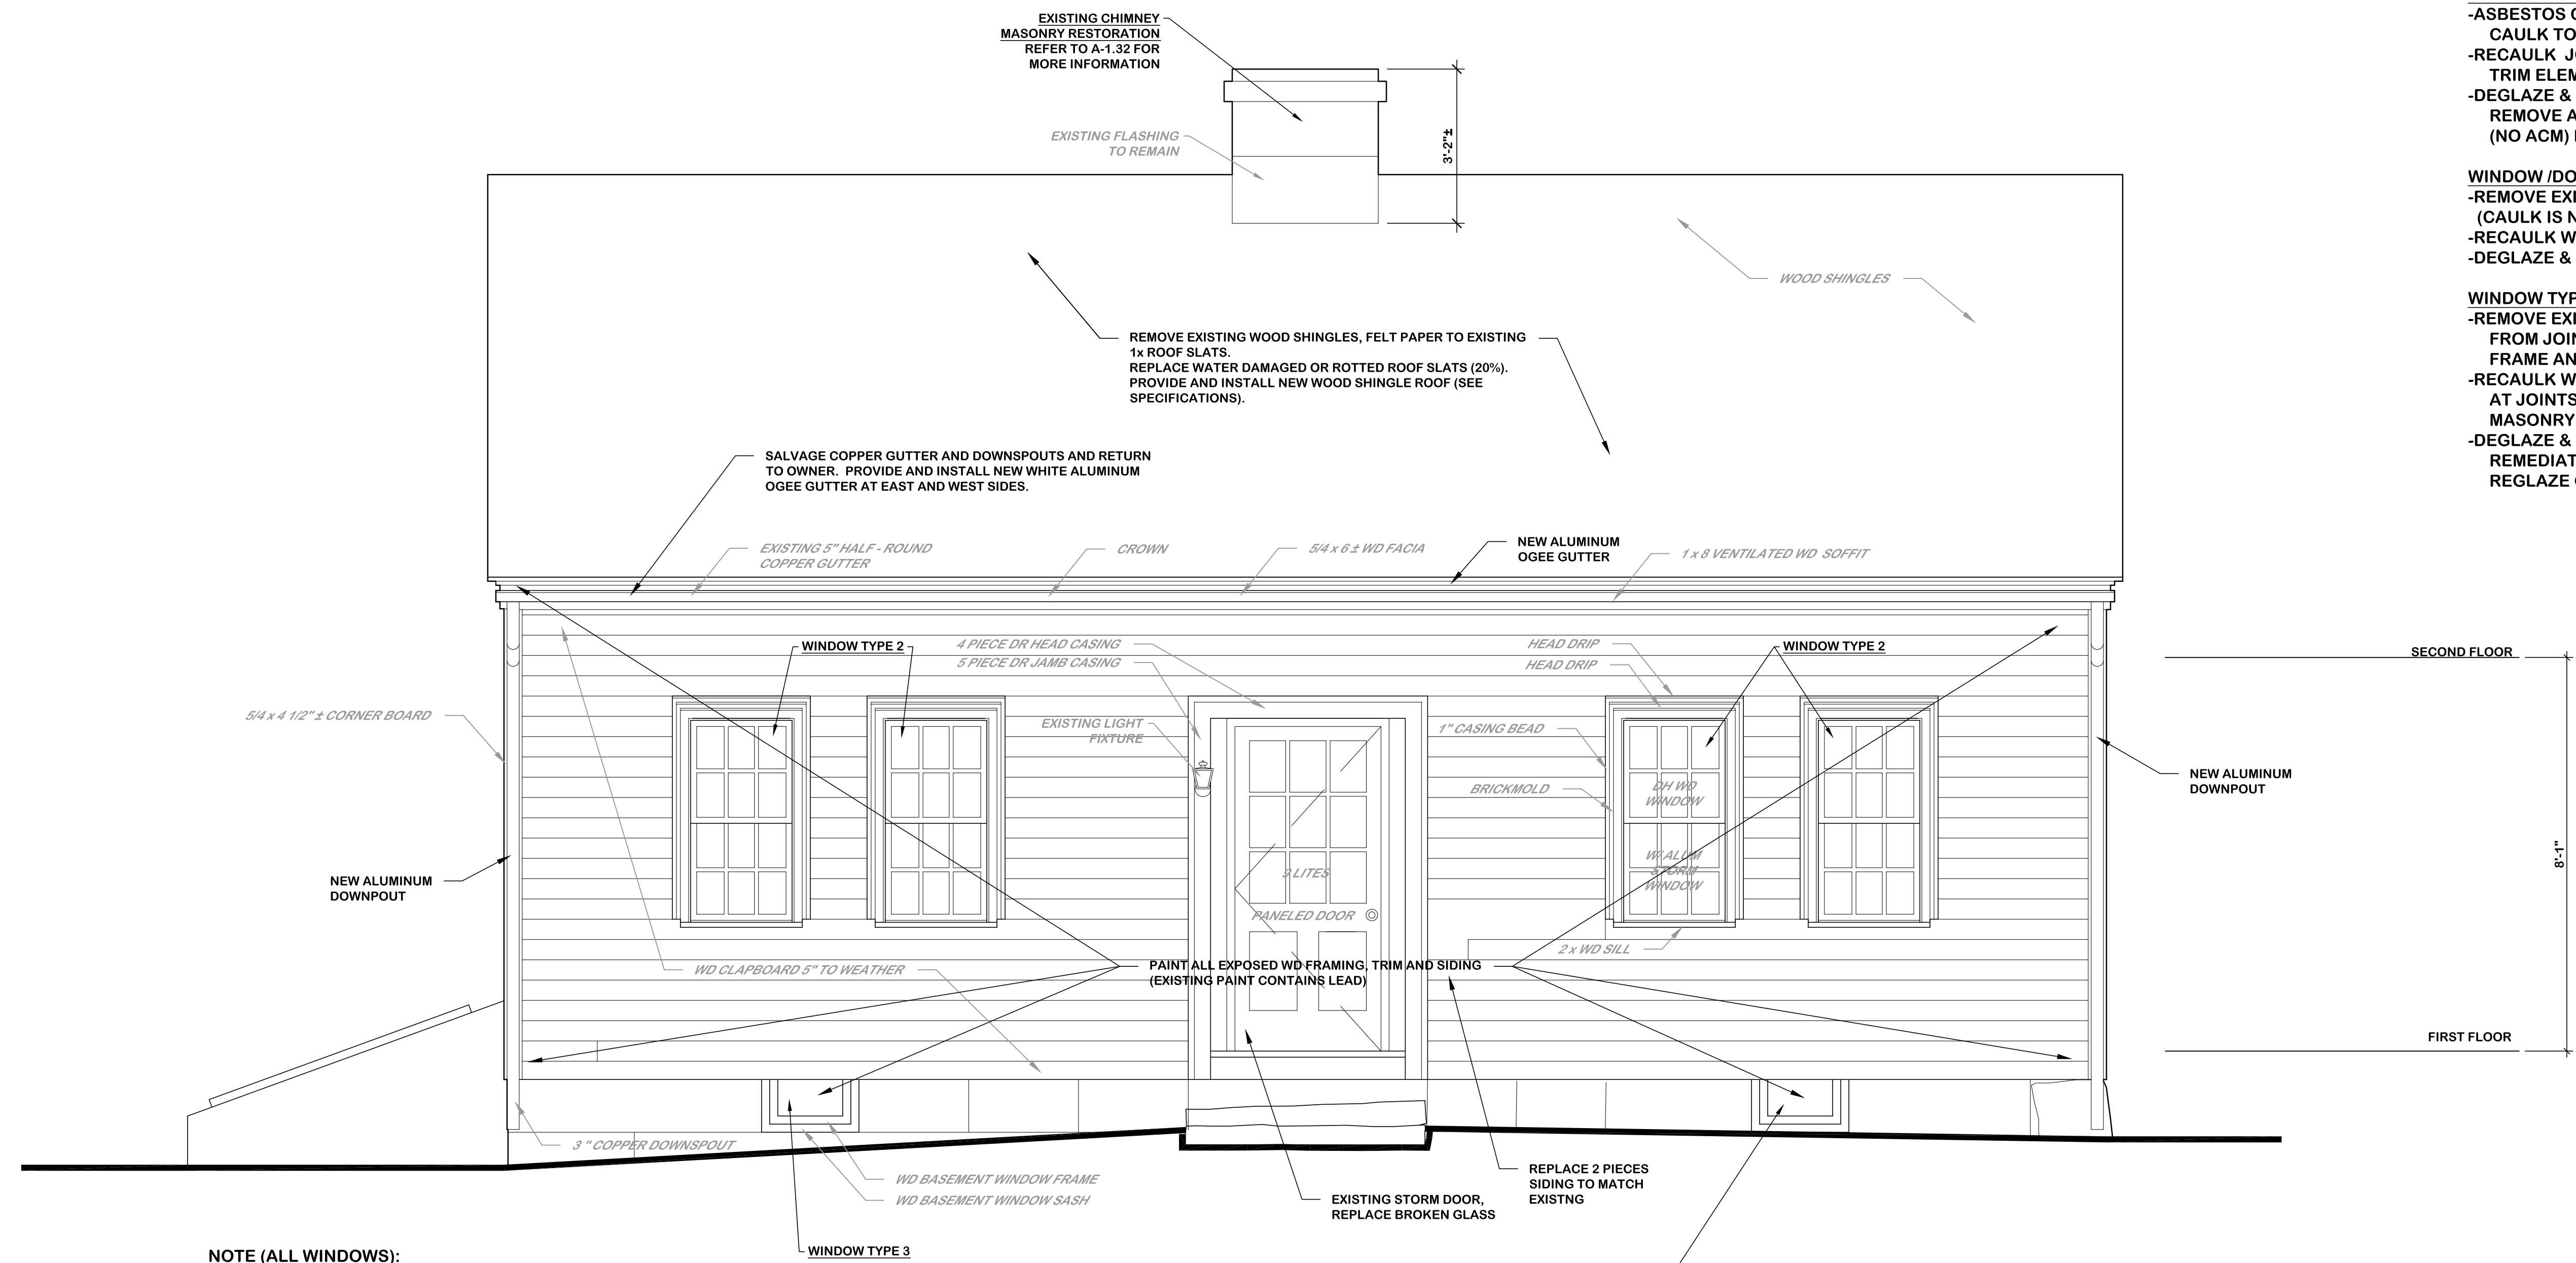 EXISTING CHIMNEY
MASONRY RESTORATION
REFER TO A-1.32 FOR
MORE INFORMATION
EXISTING FLASHING
TO REMAIN
3'-2"±
WOOD SHINGLES
REMOVE EXISTING WOOD SHINGLES, FELT PAPER TO EXISTING
1x ROOF SLATS.
REPLACE WATER DAMAGED OR ROTTED ROOF SLATS (20%).
PROVIDE AND INSTALL NEW WOOD SHINGLE ROOF (SEE
SPECIFICATIONS).
SALVAGE COPPER GUTTER AND DOWNSPOUTS AND RETURN
TO OWNER. PROVIDE AND INSTALL NEW WHITE ALUMINUM
OGEE GUTTER AT EAST AND WEST SIDES.
EXISTING 5" HALF - ROUND
COPPER GUTTER
CROWN
5/4 x 6 ± WD FACIA
NEW ALUMINUM
OGEE GUTTER
1 x 8 VENTILATED WD SOFFIT
WINDOW TYPE 2
4 PIECE DR HEAD CASING
5 PIECE DR JAMB CASING
HEAD DRIP
HEAD DRIP
WINDOW TYPE 2
5/4 x 4 1/2" ± CORNER BOARD
EXISTING LIGHT
FIXTURE
1" CASING BEAD
BRICKMOLD
DH WD
WINDOW
W/ ALUM
STORM
WINDOW
9 LITES
PANELED DOOR
NEW ALUMINUM
DOWNPOUT
NEW ALUMINUM
DOWNPOUT
2 x WD SILL
WD CLAPBOARD 5" TO WEATHER
PAINT ALL EXPOSED WD FRAMING, TRIM AND SIDING
(EXISTING PAINT CONTAINS LEAD)
3 " COPPER DOWNSPOUT
WD BASEMENT WINDOW FRAME
WD BASEMENT WINDOW SASH
EXISTING STORM DOOR,
REPLACE BROKEN GLASS
REPLACE 2 PIECES
SIDING TO MATCH
EXISTNG
WINDOW TYPE 3
NOTE (ALL WINDOWS):
SECOND FLOOR
8'-1"
FIRST FLOOR
-ASBESTOS
CAULK TO
-RECAULK
TRIM
-DEGLAZE &
REMOVE
(NO ACM)
WINDOW
-REMOVE
(CAULK IS
-RECAULK
-DEGLAZE &
WINDOW
-REMOVE
FROM
FRAME
-RECAULK
AT JOINTS
MASONRY
-DEGLAZE &
REGLAZE